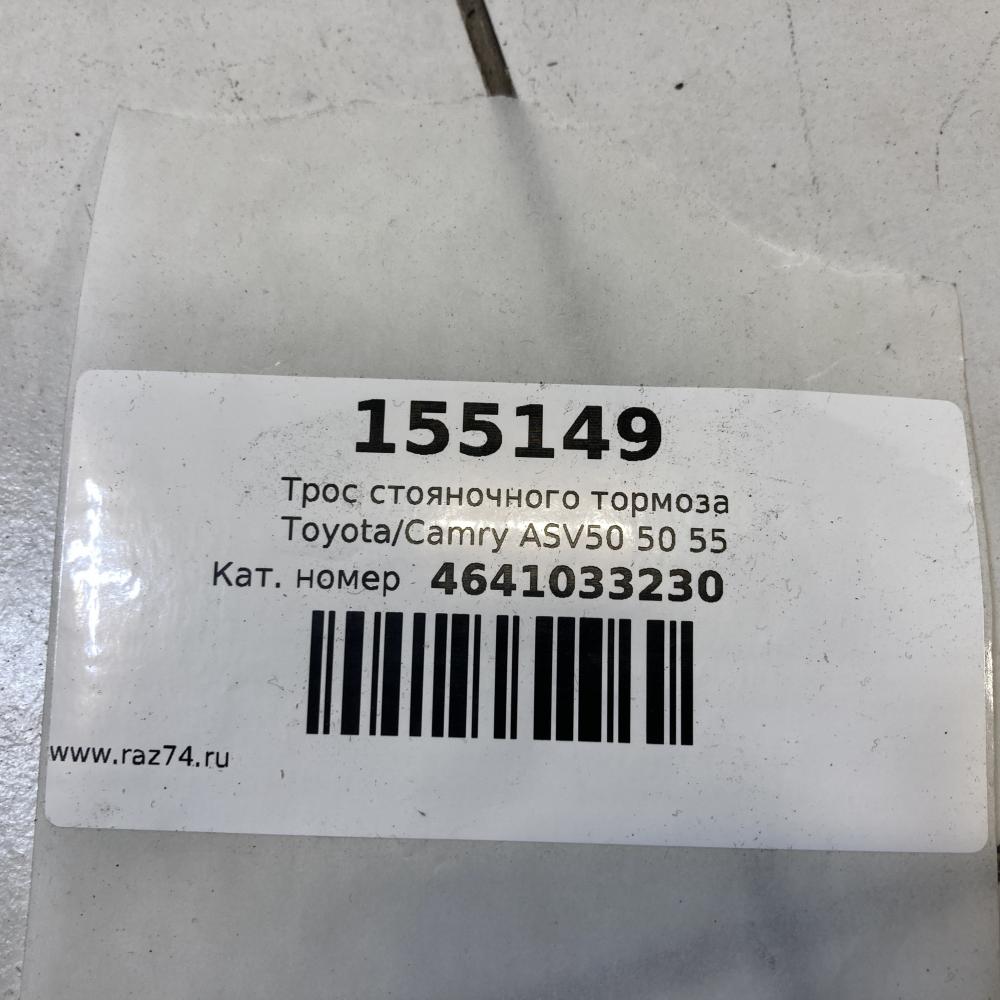 155149
Трос стояночного тормоза
Toyota/Camry ASV50 50 55
Кат. номер 4641033230
www.raz74.ru